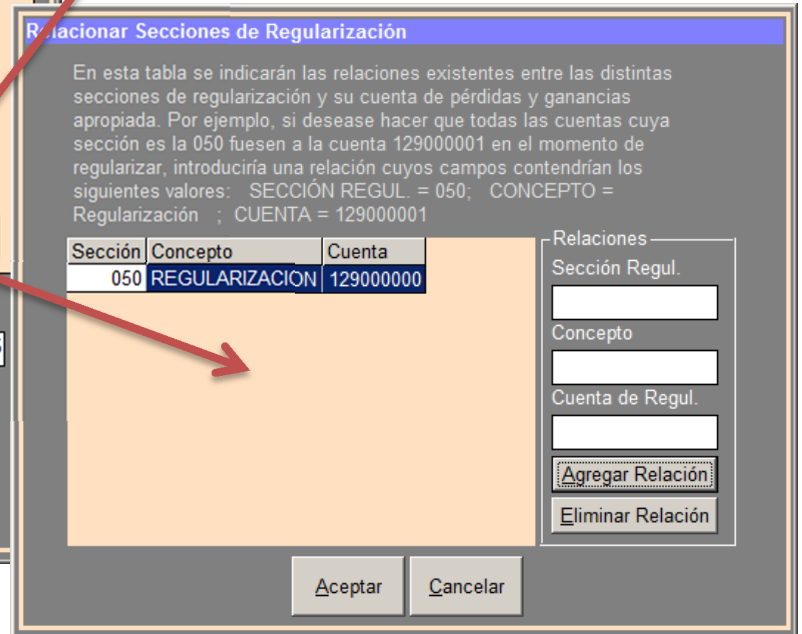 Relacionar Secciones de Regularización
En esta tabla se indicarán las relaciones existentes entre las distintas
secciones de regularización y su cuenta de pérdidas y ganancias
apropiada. Por ejemplo, si desease hacer que todas las cuentas cuya
sección es la 050 fuesen a la cuenta 129000001 en el momento de
regularizar, introduciría una relación cuyos campos contendrían los
siguientes valores: SECCIÓN REGUL. = 050; CONCEPTO =
Regularización ; CUENTA = 129000001
Sección Concepto Cuenta
050 REGULARIZACION 129000000
Relaciones
Sección Regul.
Concepto
Cuenta de Regul.
Agregar Relación
Eliminar Relación
Aceptar Cancelar